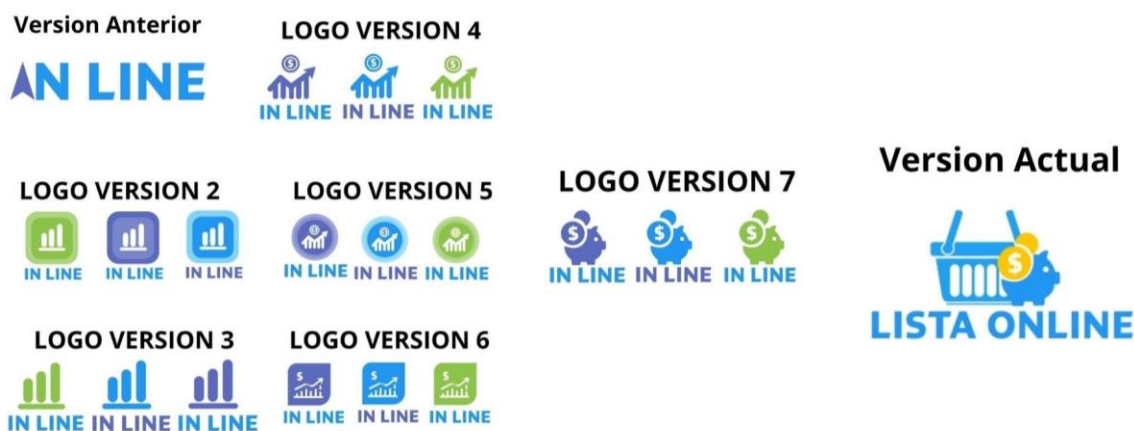 Version Anterior
AN LINE
LOGO VERSION 2
IN LINE IN LINE IN LINE
LOGO VERSION 3
IN LINE IN LINE IN LINE
LOGO VERSION 4
$ $ $
IN LINE IN LINE IN LINE
LOGO VERSION 5
$ $ $
IN LINE IN LINE IN LINE
LOGO VERSION 6
$ $ $
IN LINE IN LINE IN LINE
LOGO VERSION 7
$ $ $
IN LINE IN LINE IN LINE
Version Actual
$
LISTA ONLINE